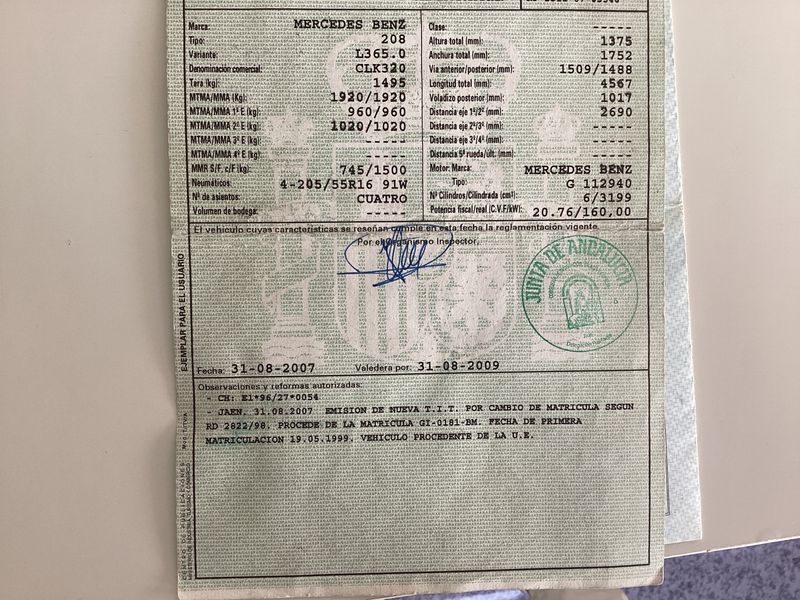 Marca: MERCEDES BENZ
Tipo: 208
Variante: L365.0
Denominación comercial: CLK320
Tara (kg): 1495
MTMA/MMA (Kg): 1920/1920
MTMA/MMA 1º E (kg): 960/960
MTMA/MMA 2º E (kg): 1020/1020
MTMA/MMA 3º E (kg): -----
MTMA/MMA 4º E (kg): -----
MMR S/F. c/F (kg): 745/1500
Neumáticos: 4-205/55R16 91W
Nº de asientos: CUATRO
Volumen de bodega: -----
Clase: -----
Altura total (mm): 1375
Anchura total (mm): 1752
Vía anterior/posterior (mm): 1509/1488
Longitud total (mm): 4567
Voladizo posterior (mm): 1017
Distancia eje 1º/2º (mm): 2690
Distancia eje 2º/3º (mm): -----
Distancia eje 3º/4º (mm): -----
Distancia 5ª rueda/últ. (mm): -----
Motor: Marca: MERCEDES BENZ
Tipo: G 112940
Nº Cilindros/Cilindrada (cm³): 6/3199
Potencia fiscal/real (C.V.F/kW): 20.76/160,00
El vehículo cuyas características se reseñan cumple en esta fecha la reglamentación vigente.
Por el Organismo Inspector,
JUNTA DE ANDALUCIA
EJEMPLAR PARA EL USUARIO
Fecha: 31-08-2007 Valedera por: 31-08-2009
Observaciones y reformas autorizadas:
- CH: E1*96/27*0054
- JAEN, 31.08.2007 EMISION DE NUEVA T.I.T. POR CAMBIO DE MATRICULA SEGUN
RD 2822/98. PROCEDE DE LA MATRICULA GI-0181-BM. FECHA DE PRIMERA
MATRICULACION 19.05.1999. VEHICULO PROCEDENTE DE LA U.E.
CENTRO DE PUBLICACIONES